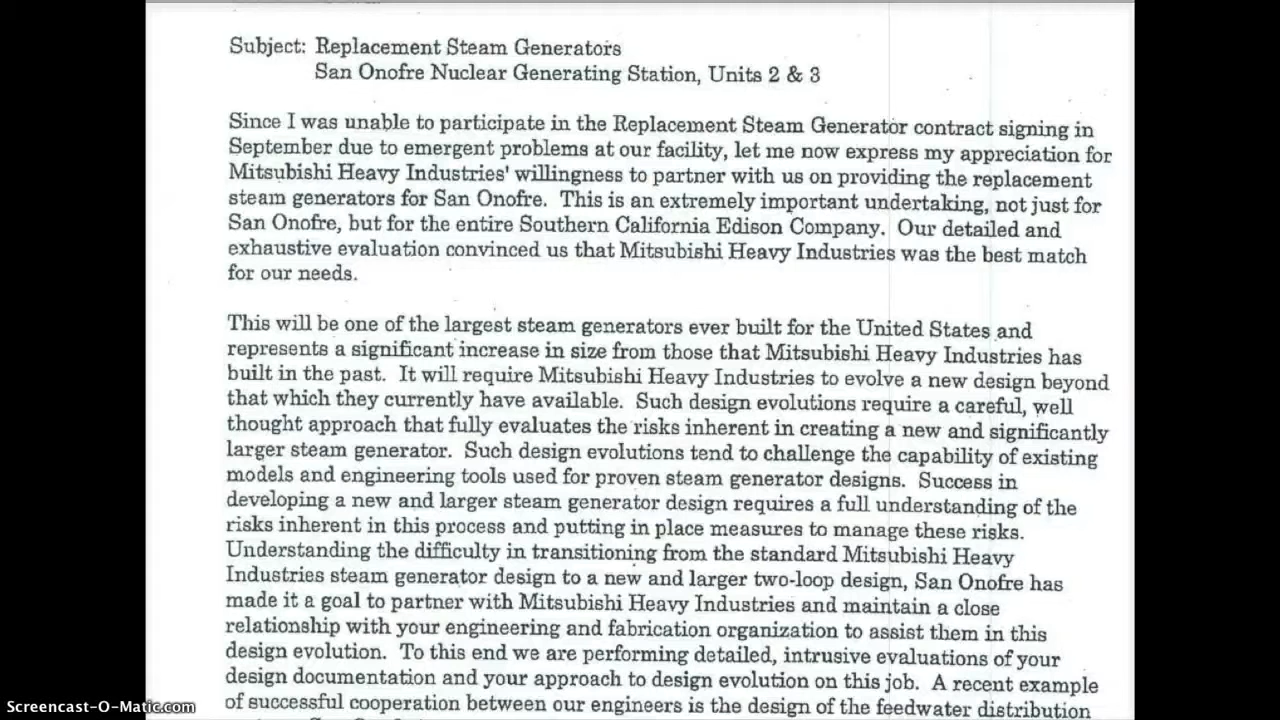 Subject: Replacement Steam Generators
San Onofre Nuclear Generating Station, Units 2 & 3
Since I was unable to participate in the Replacement Steam Generator contract signing in
September due to emergent problems at our facility, let me now express my appreciation for
Mitsubishi Heavy Industries' willingness to partner with us on providing the replacement
steam generators for San Onofre. This is an extremely important undertaking, not just for
San Onofre, but for the entire Southern California Edison Company. Our detailed and
exhaustive evaluation convinced us that Mitsubishi Heavy Industries was the best match
for our needs.
This will be one of the largest steam generators ever built for the United States and
represents a significant increase in size from those that Mitsubishi Heavy Industries has
built in the past. It will require Mitsubishi Heavy Industries to evolve a new design beyond
that which they currently have available. Such design evolutions require a careful, well
thought approach that fully evaluates the risks inherent in creating a new and significantly
larger steam generator. Such design evolutions tend to challenge the capability of existing
models and engineering tools used for proven steam generator designs. Success in
developing a new and larger steam generator design requires a full understanding of the
risks inherent in this process and putting in place measures to manage these risks.
Understanding the difficulty in transitioning from the standard Mitsubishi Heavy
Industries steam generator design to a new and larger two-loop design, San Onofre has
made it a goal to partner with Mitsubishi Heavy Industries and maintain a close
relationship with your engineering and fabrication organization to assist them in this
design evolution. To this end we are performing detailed, intrusive evaluations of your
design documentation and your approach to design evolution on this job. A recent example
of successful cooperation between our engineers is the design of the feedwater distribution
Screencast-O-Matic.com